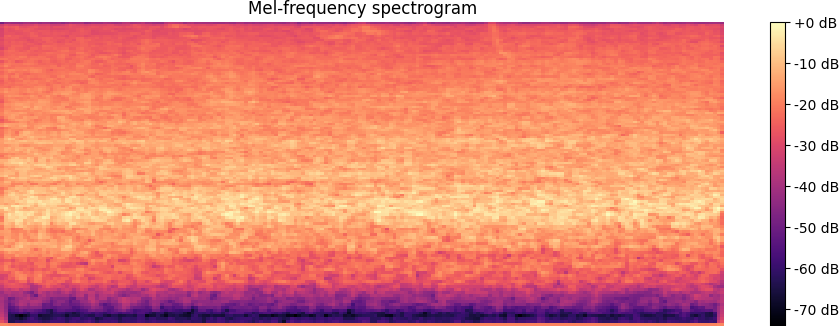 Mel-frequency spectrogram
+0 dB
-10 dB
-20 dB
-30 dB
-40 dB
-50 dB
-60 dB
-70 dB